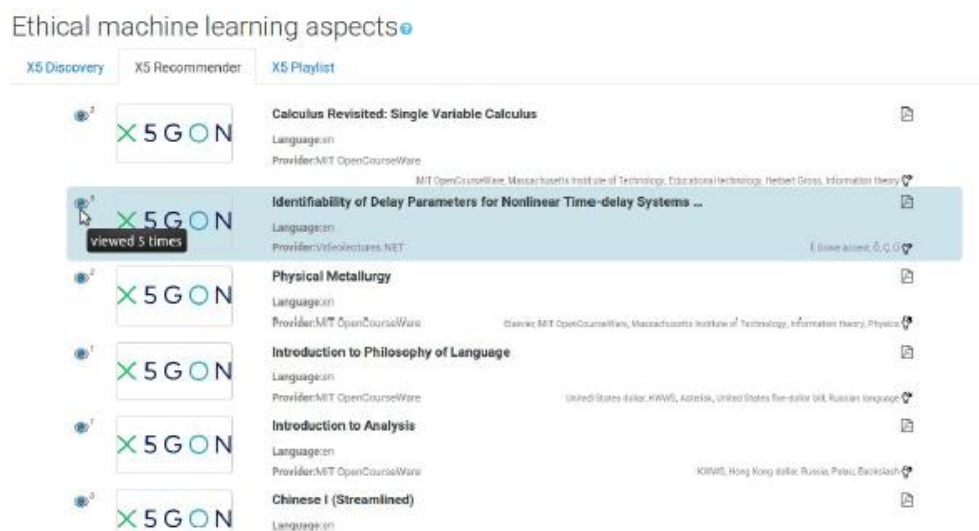 Ethical machine learning aspects
X5 Discovery X5 Recommender X5 Playlist
X5GON
Calculus Revisited: Single Variable Calculus
Language:en
Provider:MIT OpenCourseWare
MIT OpenCourseWare, Massachusetts Institute of Technology, Educational technology, Herbert Gross, Information theory
X5GON
viewed 5 times
Identifiability of Delay Parameters for Nonlinear Time-delay Systems ...
Language:en
Provider:Videolectures.NET
2
X5GON
Physical Metallurgy
Language:en
Provider:MIT OpenCourseWare
Elsevier, MIT OpenCourseWare, Massachusetts Institute of Technology, Information theory, Physics
1
X5GON
Introduction to Philosophy of Language
Language:en
Provider:MIT OpenCourseWare
United States dollar, KWWS, Asterisk, United States five-dollar bill, Russian language
X5GON
Introduction to Analysis
Language:en
Provider:MIT OpenCourseWare
KWWS, Hong Kong dollar, Russia, Palau, Backslash
X5GON
Chinese I (Streamlined)
Language:en